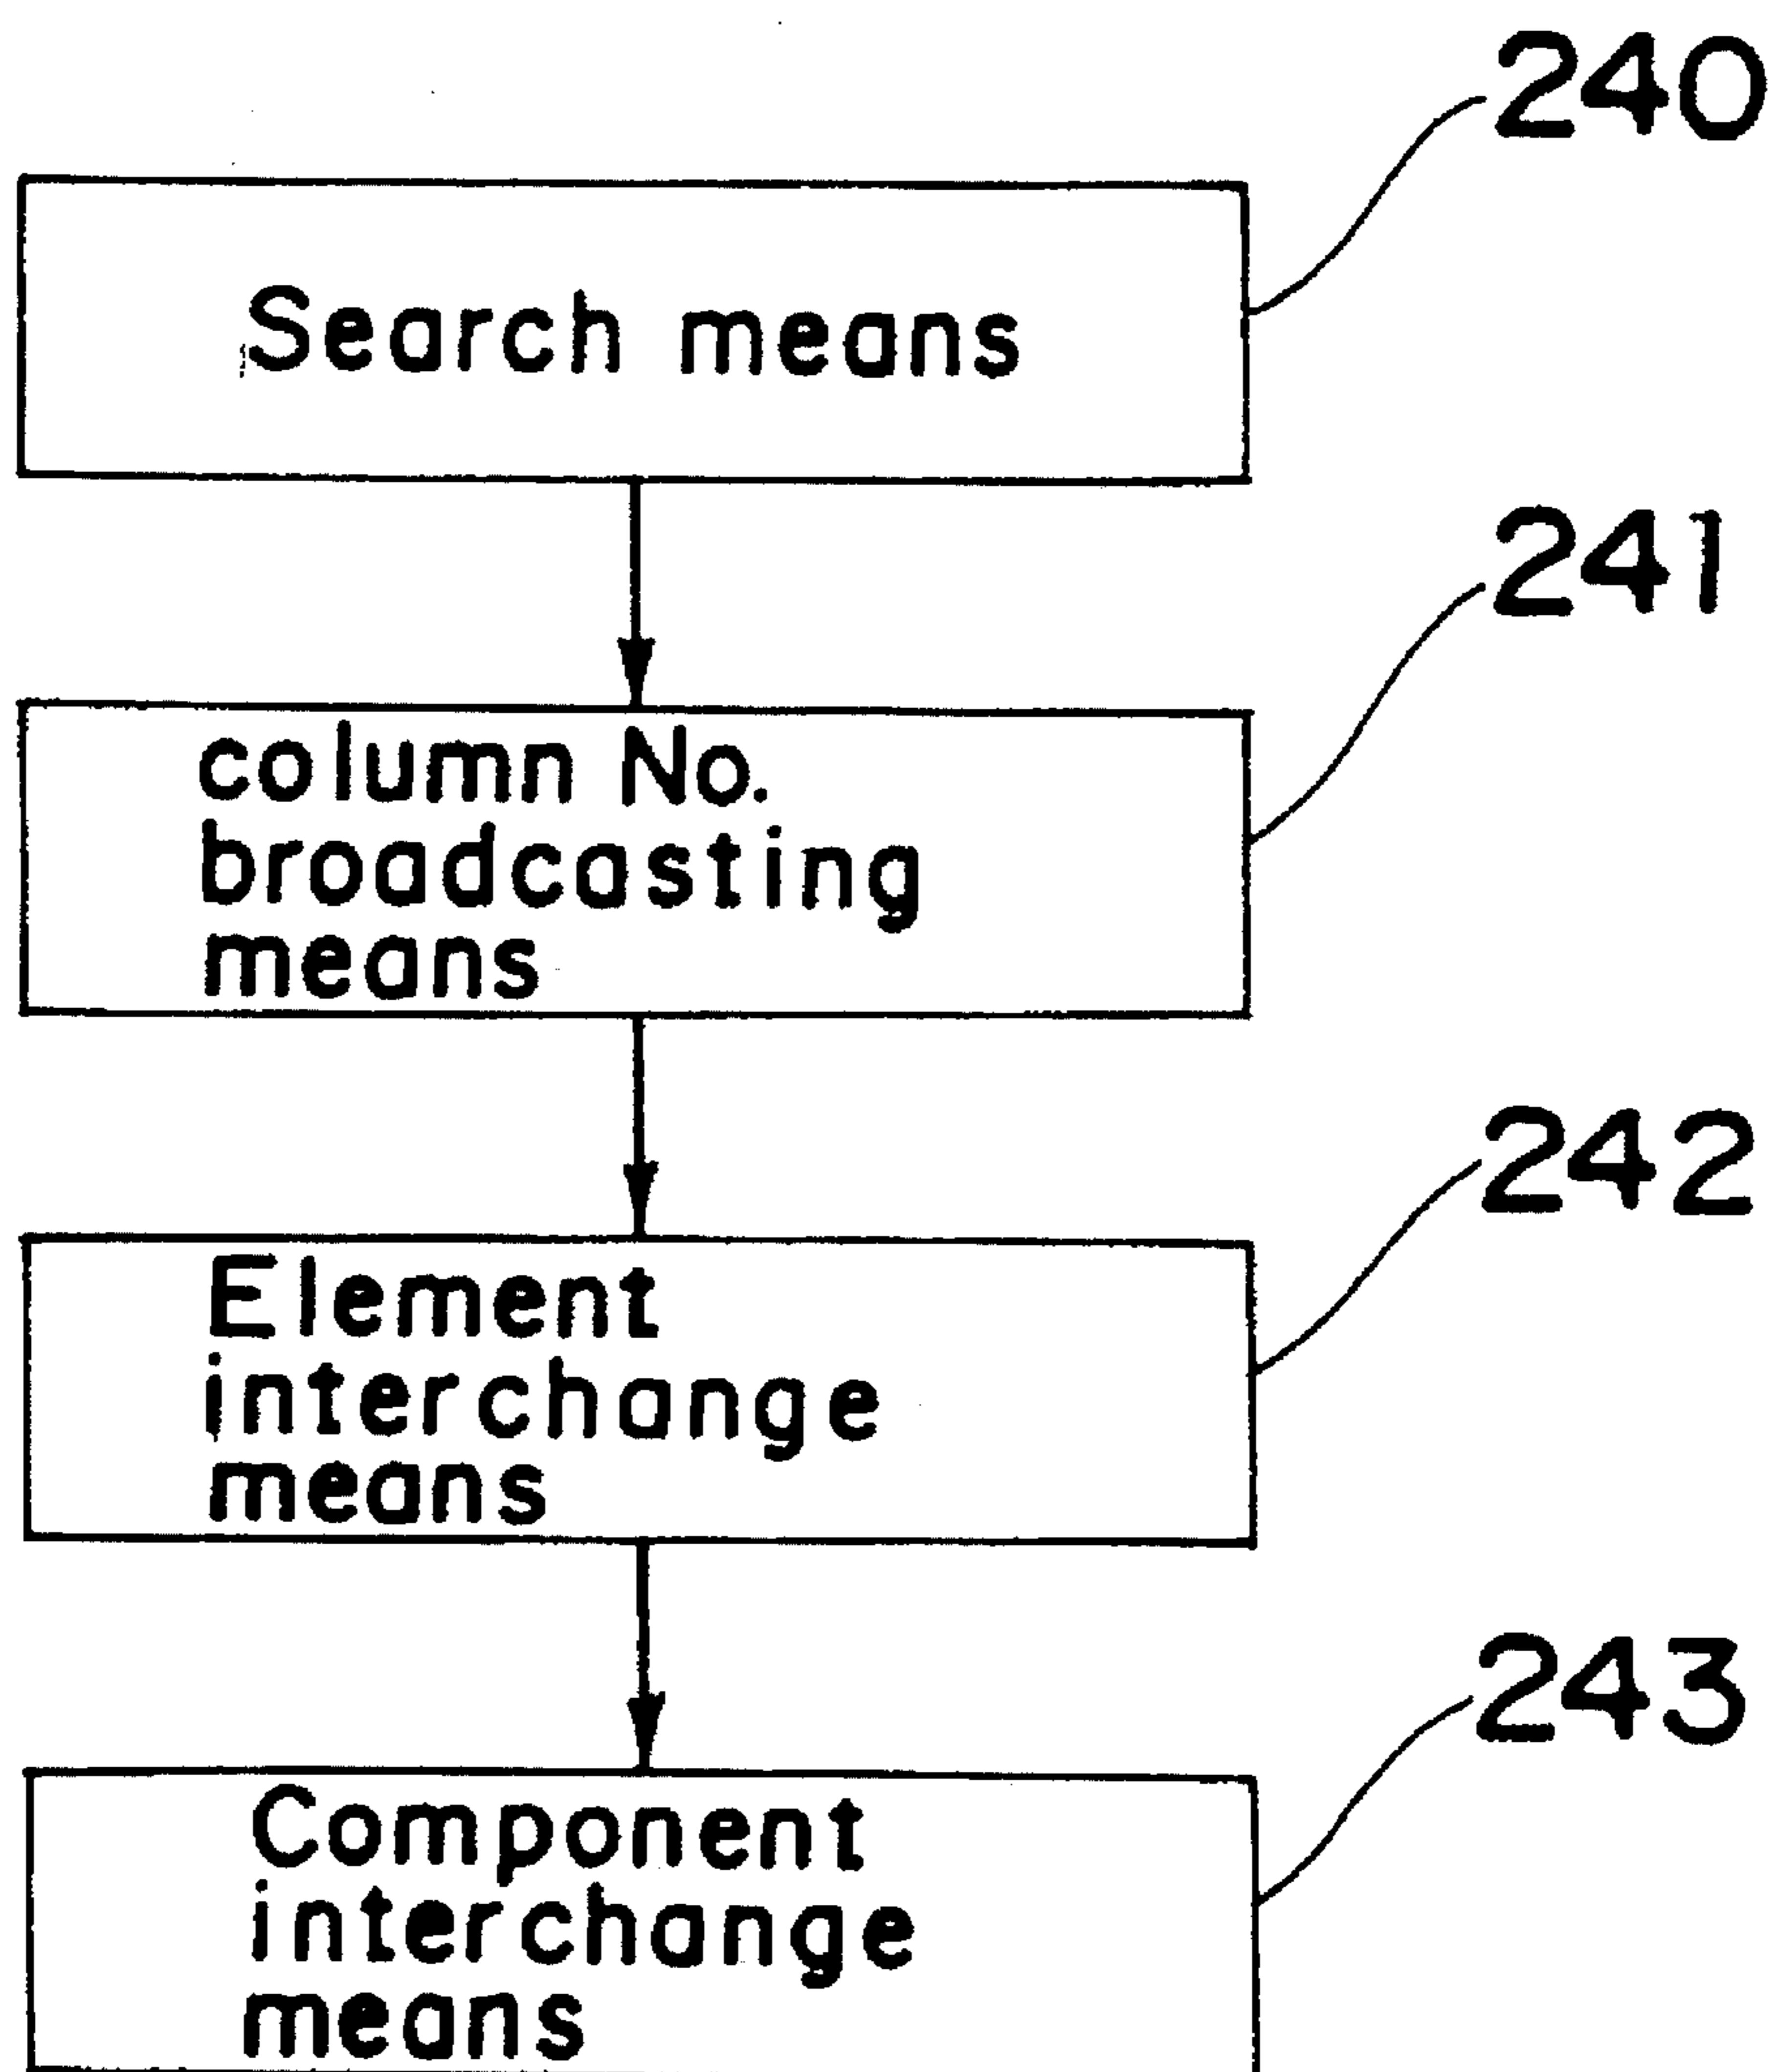 240
Search means
241
column No.
broadcasting
means
242
Element
interchange
means
243
Component
interchange
means